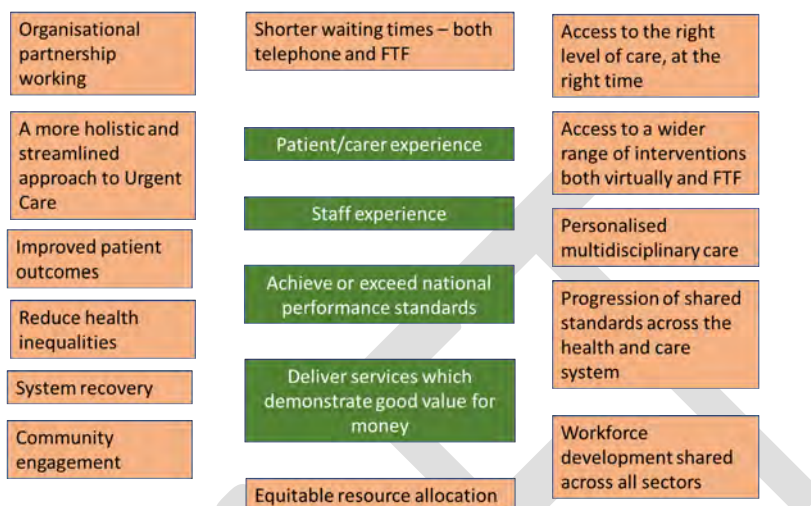 Organisational
partnership
working
A more holistic and
streamlined
approach to Urgent
Care
Improved patient
outcomes
Reduce health
inequalities
System recovery
Community
engagement
Shorter waiting times – both
telephone and FTF
Patient/carer experience
Staff experience
Achieve or exceed national
performance standards
Deliver services which
demonstrate good value for
money
Equitable resource allocation
Access to the right
level of care, at the
right time
Access to a wider
range of interventions
both virtually and FTF
Personalised
multidisciplinary care
Progression of shared
standards across the
health and care
system
Workforce
development shared
across all sectors